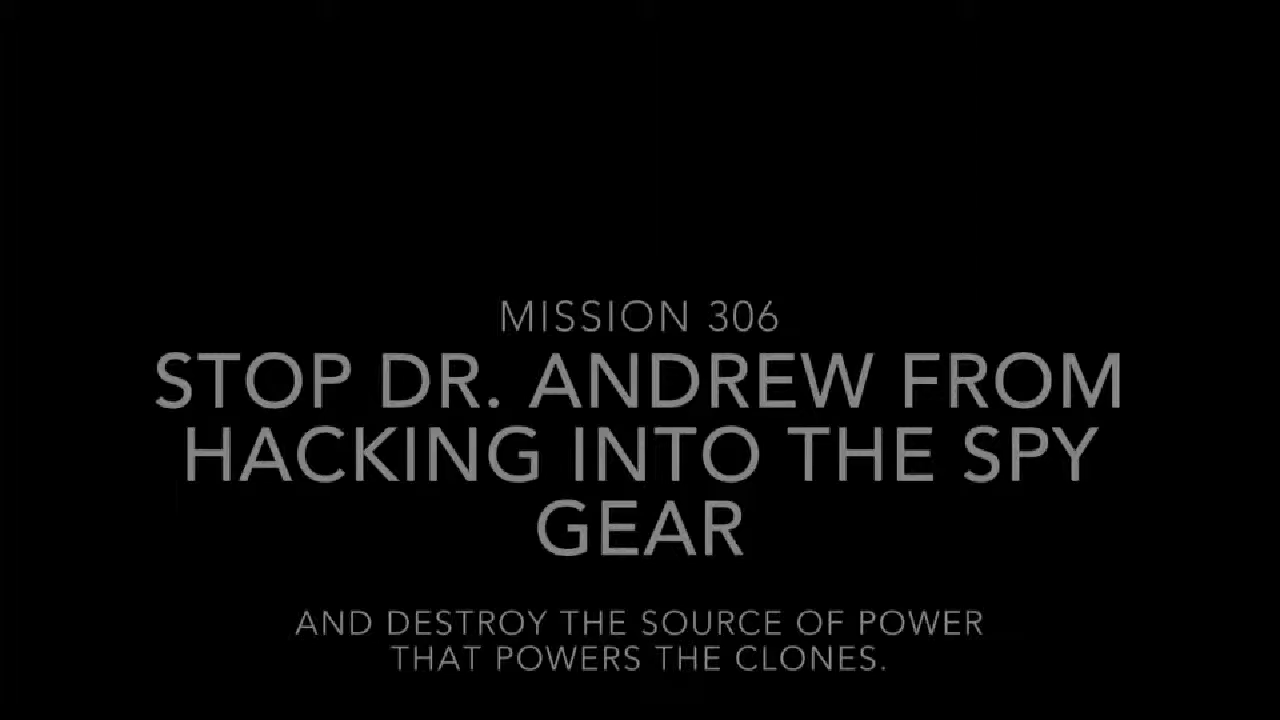 MISSION 306
STOP DR. ANDREW FROM
HACKING INTO THE SPY
GEAR
AND DESTROY THE SOURCE OF POWER
THAT POWERS THE CLONES.